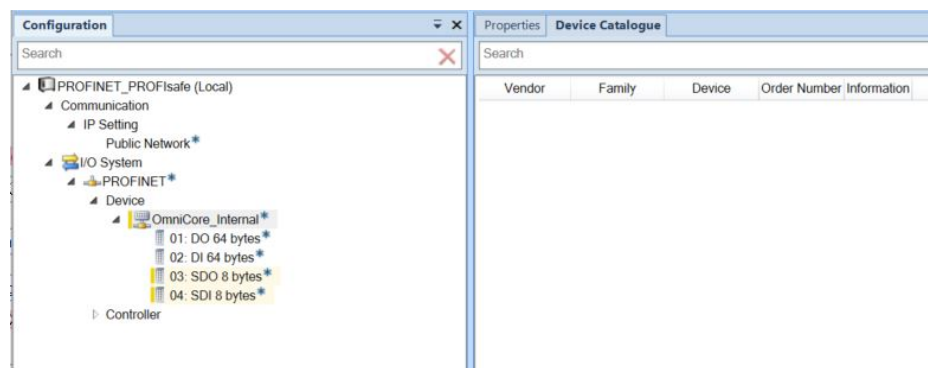 Configuration
Search
PROFINET_PROFIsafe (Local)
Communication
IP Setting
Public Network*
I/O System
PROFINET*
Device
OmniCore_Internal*
01: DO 64 bytes*
02: DI 64 bytes*
03: SDO 8 bytes*
04: SDI 8 bytes*
Controller
Properties Device Catalogue
Search
Vendor Family Device Order Number Information